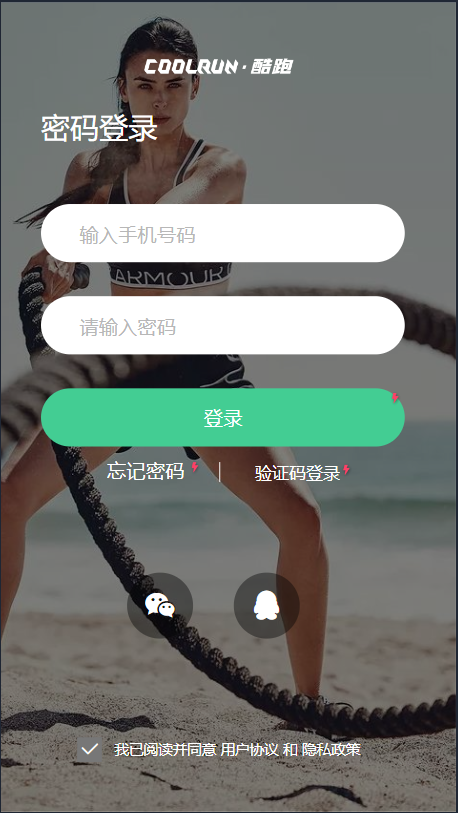 COOLRUN·酷跑
密码登录
输入手机号码
ARMOUR
请输入密码
登录
忘记密码 | 验证码登录
我已阅读并同意 用户协议 和 隐私政策